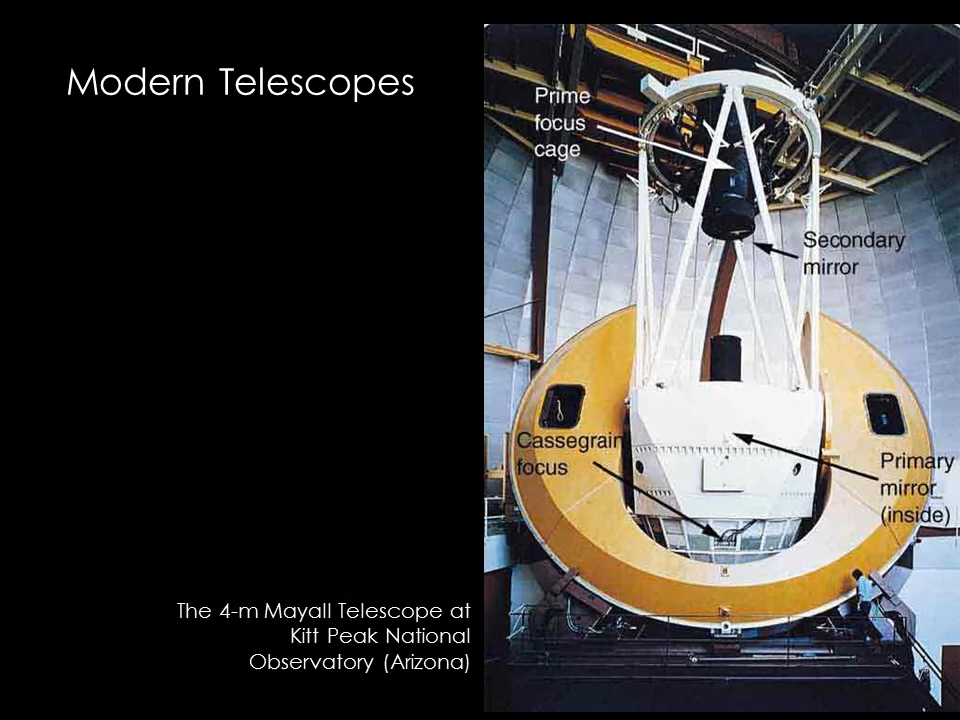 Modern Telescopes
Prime
focus
cage
Secondary
mirror
Cassegrain
focus
Primary
mirror
(inside)
The 4-m Mayall Telescope at
Kitt Peak National
Observatory (Arizona)